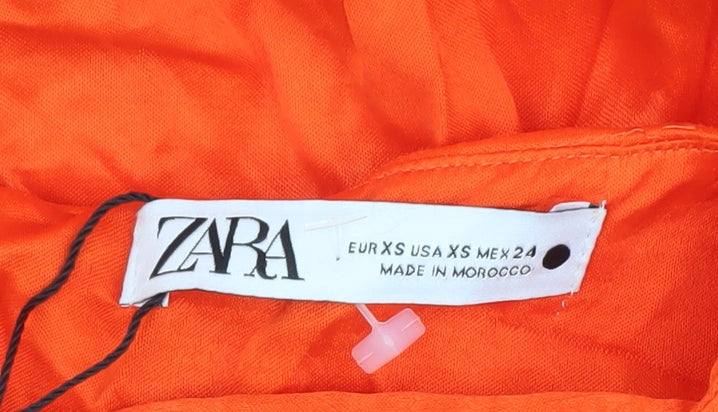 ZARA
EUR XS USA XS MEX 24
MADE IN MOROCCO